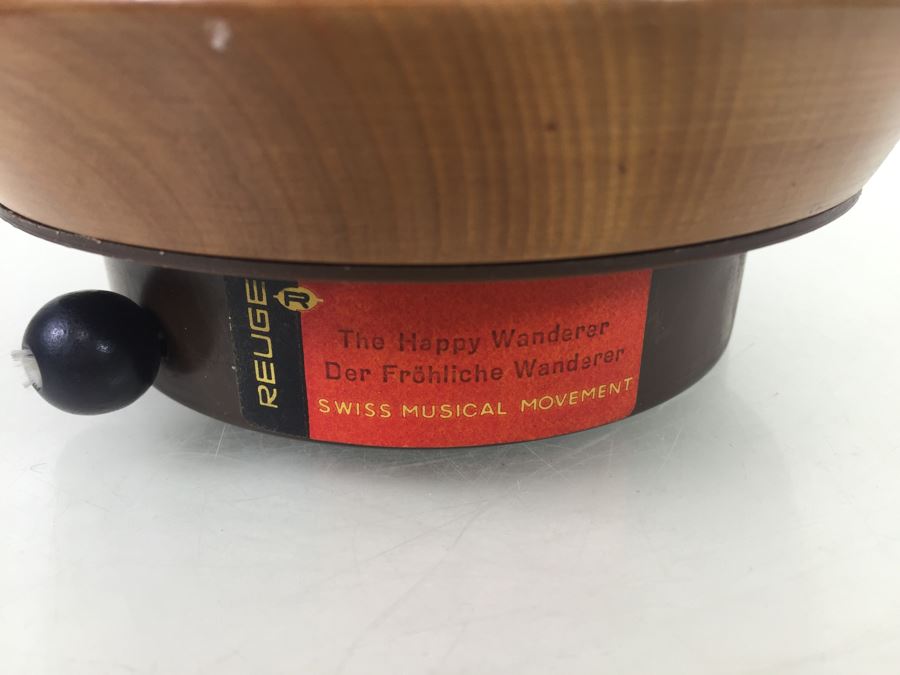 REUGE
R
The Happy Wanderer
Der Fröhliche Wanderer
SWISS MUSICAL MOVEMENT